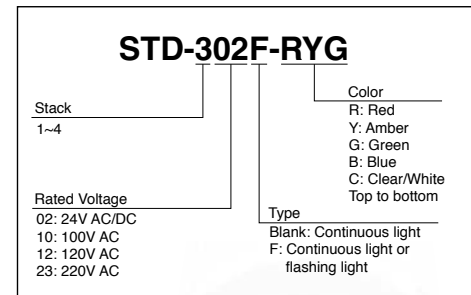 STD-302F-RYG
Stack
1~4
Rated Voltage
02: 24V AC/DC
10: 100V AC
12: 120V AC
23: 220V AC
Color
R: Red
Y: Amber
G: Green
B: Blue
C: Clear/White
Top to bottom
Type
Blank: Continuous light
F: Continuous light or
flashing light